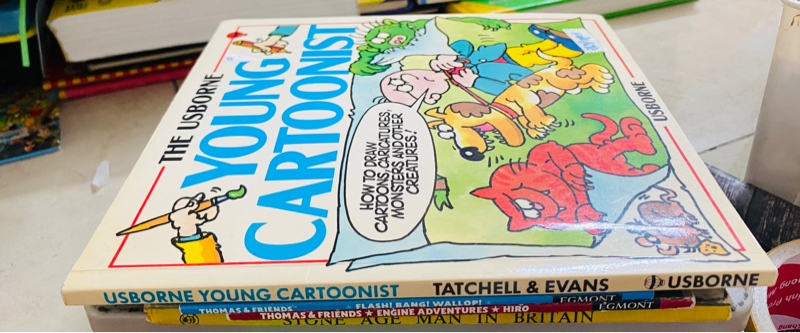 THE USBORNE
YOUNG
CARTOONIST
HOW TO DRAW
CARTOONS, CARICATURES,
MONSTERS AND OTHER
CREATURES!
USBORNE
USBORNE YOUNG CARTOONIST TATCHELL & EVANS USBORNE
THOMAS & FRIENDS FLASH! BANG! WALLOP! EGMONT
THOMAS & FRIENDS ★ ENGINE ADVENTURES ★ HIRO EGMONT
STONE AGE MAN IN BRITAIN